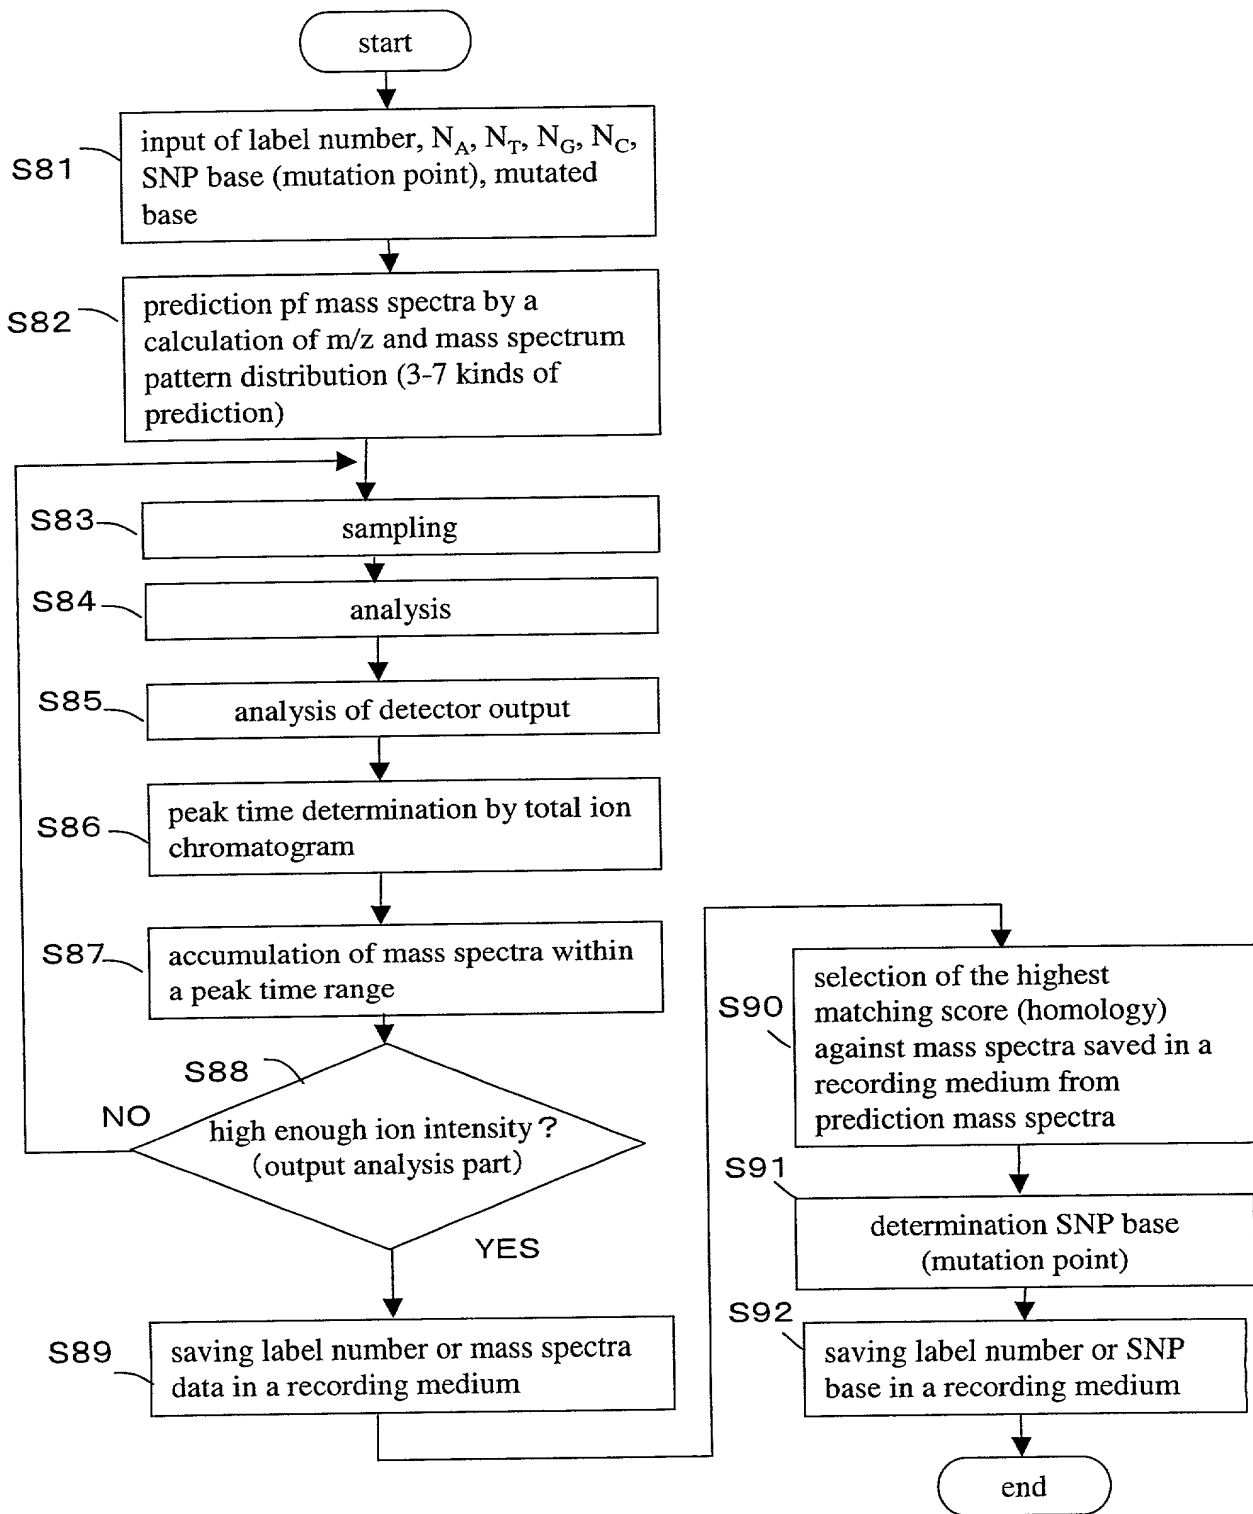 start
S81
input of label number, N_A, N_T, N_G, N_C,
SNP base (mutation point), mutated
base
S82
prediction pf mass spectra by a
calculation of m/z and mass spectrum
pattern distribution (3-7 kinds of
prediction)
S83
sampling
S84
analysis
S85
analysis of detector output
S86
peak time determination by total ion
chromatogram
S87
accumulation of mass spectra within
a peak time range
S88
NO
high enough ion intensity?
(output analysis part)
YES
S89
saving label number or mass spectra
data in a recording medium
S90
selection of the highest
matching score (homology)
against mass spectra saved in a
recording medium from
prediction mass spectra
S91
determination SNP base
(mutation point)
S92
saving label number or SNP
base in a recording medium
end